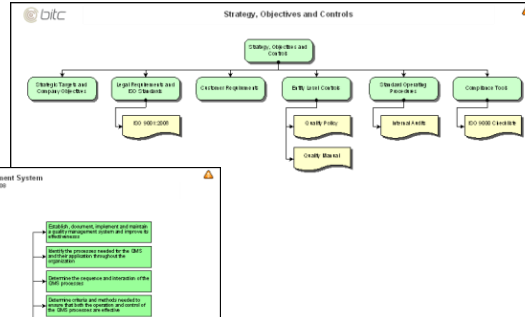 bitc
Strategy, Objectives and Controls
Strategy, Objectives and
Controls
Strategic Targets and
Company Objectives
Legal Requirements and
ISO Standards
Customer Requirements
Entity Level Controls
Standard Operating
Procedures
Compliance Tools
ISO 9001:2008
Quality Policy
Internal Audits
ISO 9000 Checklists
Quality Manual
ment System
Establish, document, implement and maintain
a quality management system and improve its
effectiveness
Identify the processes needed for the QMS
and their application throughout the
organization
Determine the sequence and interaction of the
QMS processes
Determine criteria and methods needed to
ensure that both the operation and control of
the QMS processes are effective